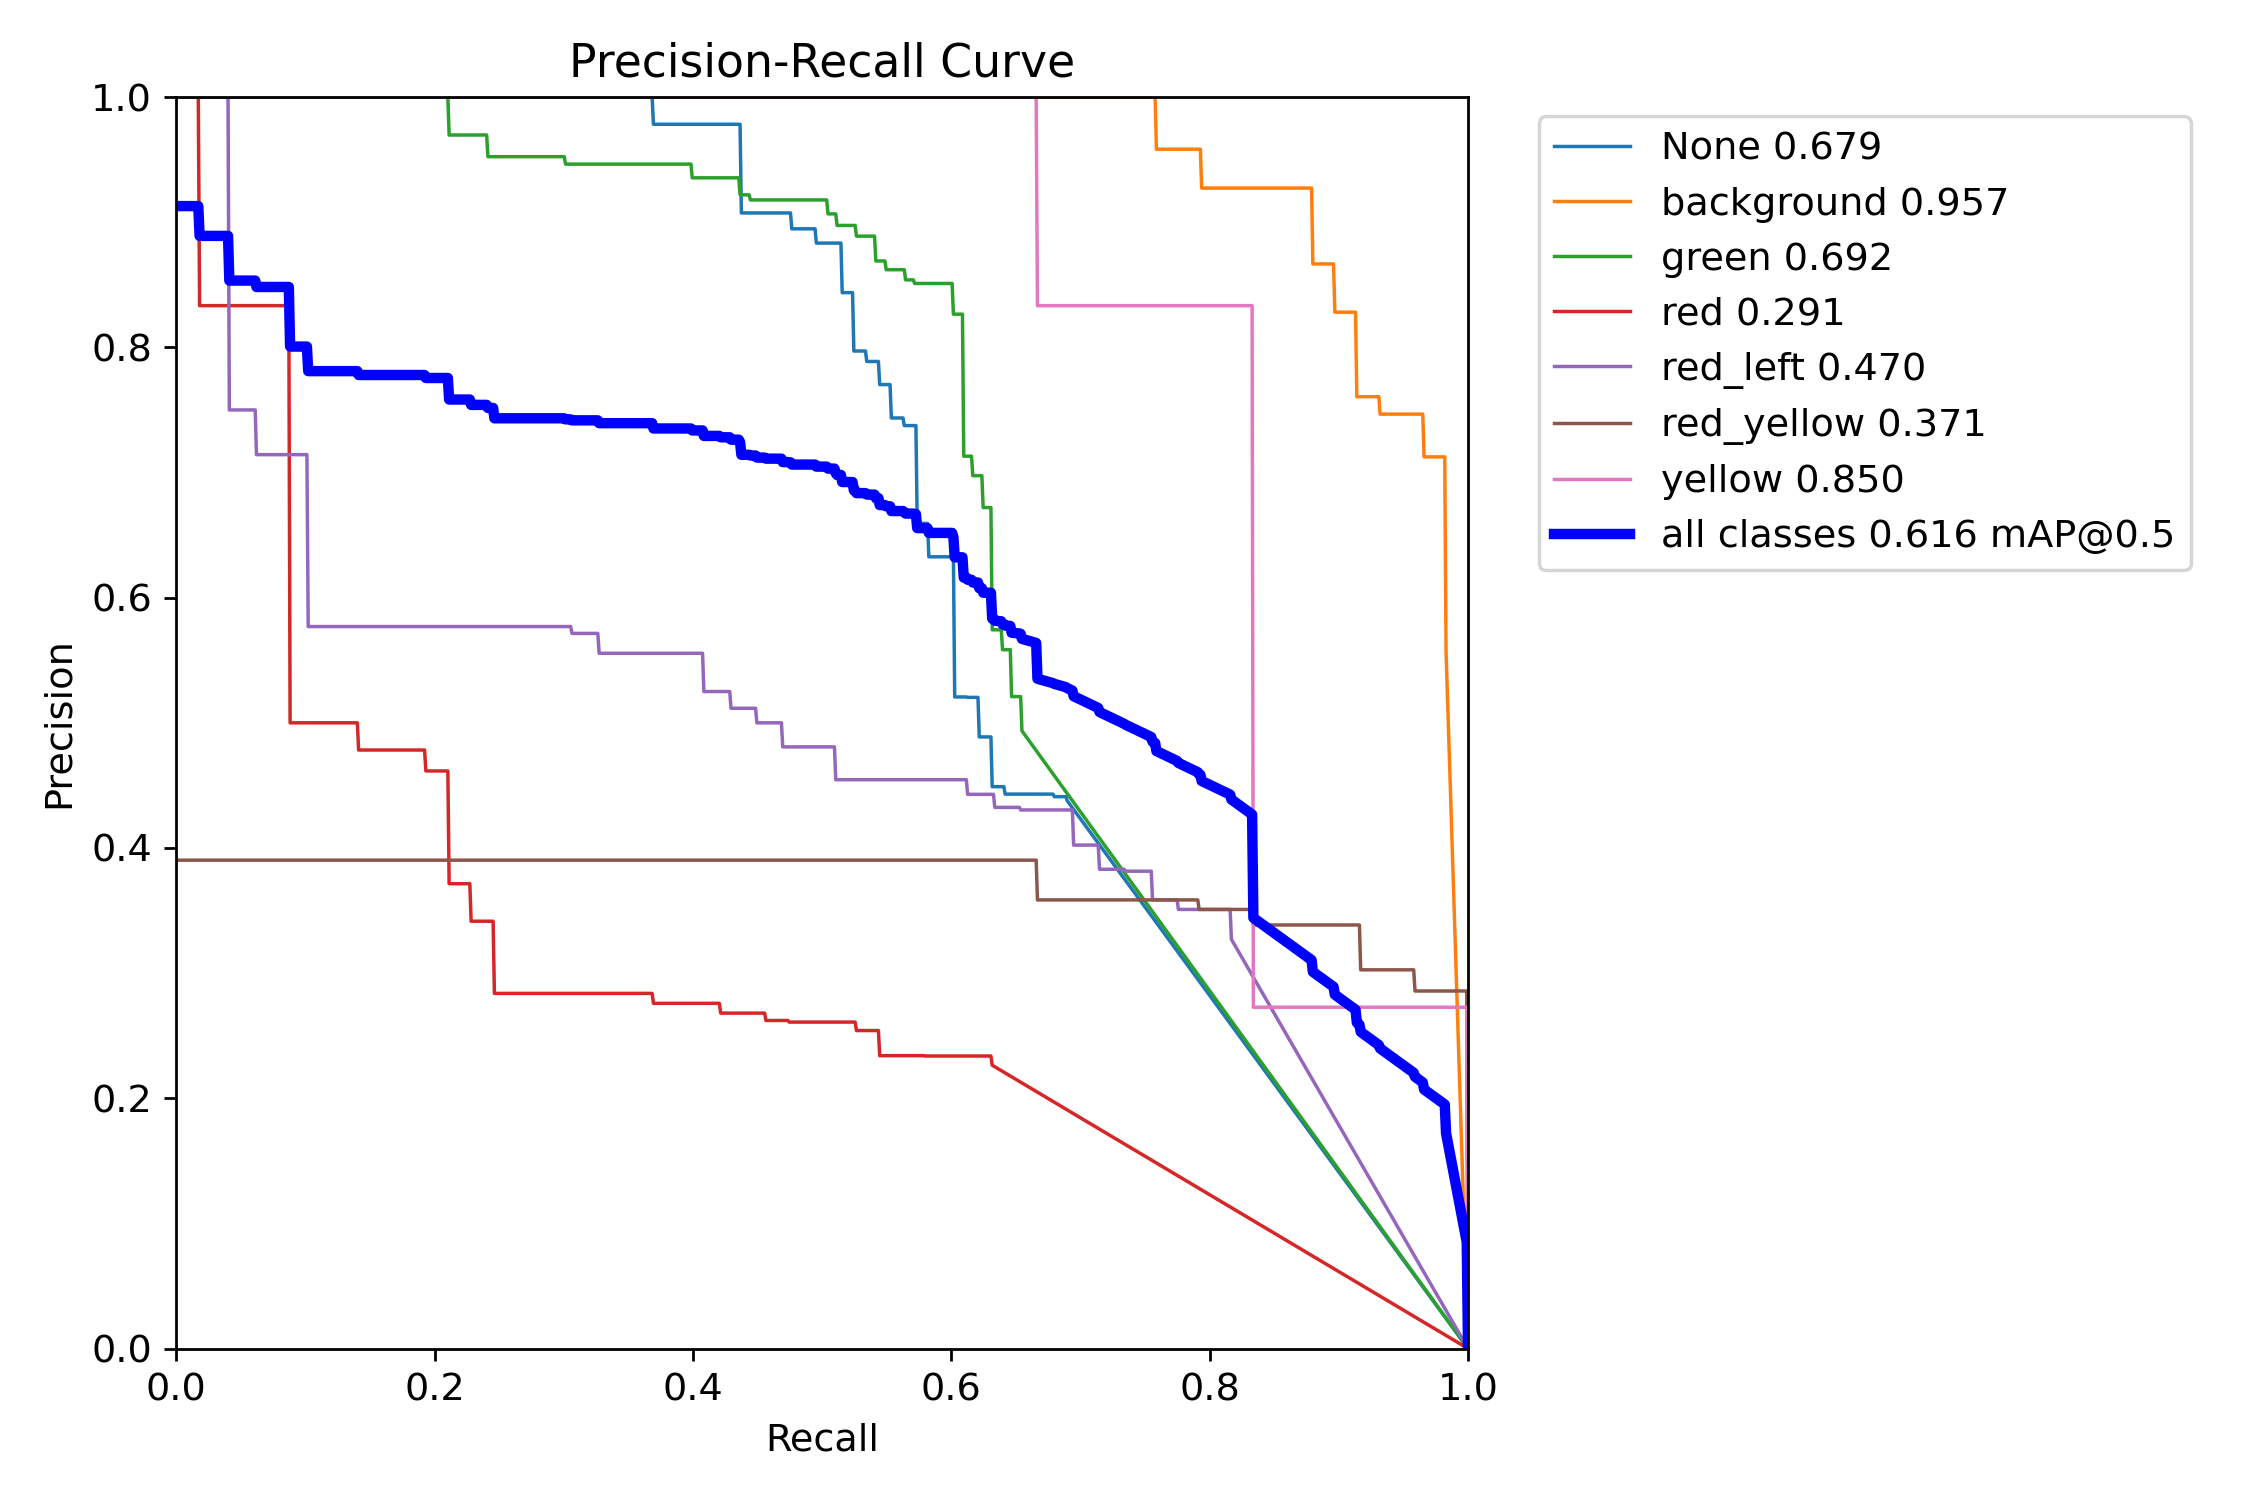 Precision-Recall Curve
1.0
0.8
0.6
0.4
0.2
0.0
Precision
0.0 0.2 0.4 0.6 0.8 1.0
Recall
None 0.679
background 0.957
green 0.692
red 0.291
red_left 0.470
red_yellow 0.371
yellow 0.850
all classes 0.616 mAP@0.5